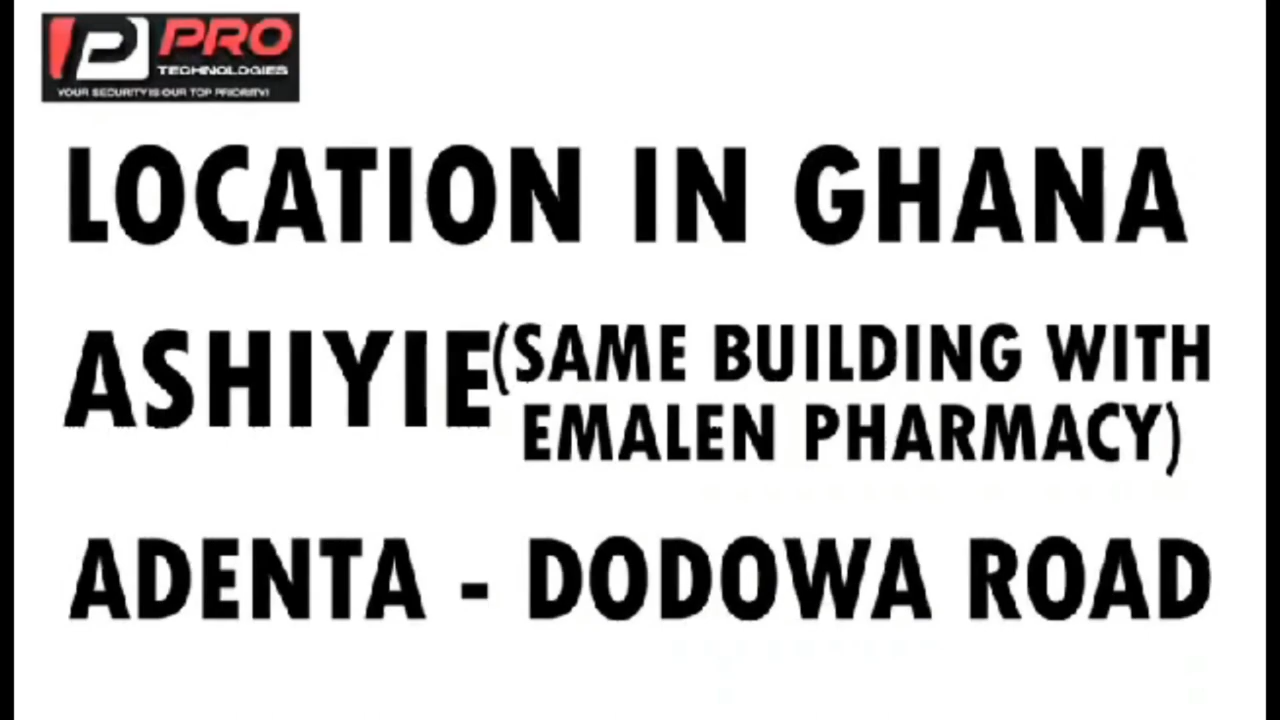 PRO
TECHNOLOGIES
YOUR SECURITY IS OUR TOP PRIORITY!
LOCATION IN GHANA
ASHIYIE (SAME BUILDING WITH
EMALEN PHARMACY)
ADENTA - DODOWA ROAD